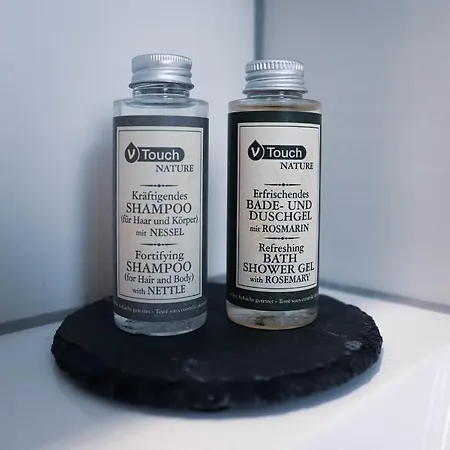 V Touch
NATURE
Kräftigendes
SHAMPOO
(für Haar und Körper)
mit NESSEL
Fortifying
SHAMPOO
(for Hair and Body)
with NETTLE
V Touch
NATURE
Erfrischendes
BADE- UND
DUSCHGEL
mit ROSMARIN
Refreshing
BATH
SHOWER GEL
with ROSEMARY